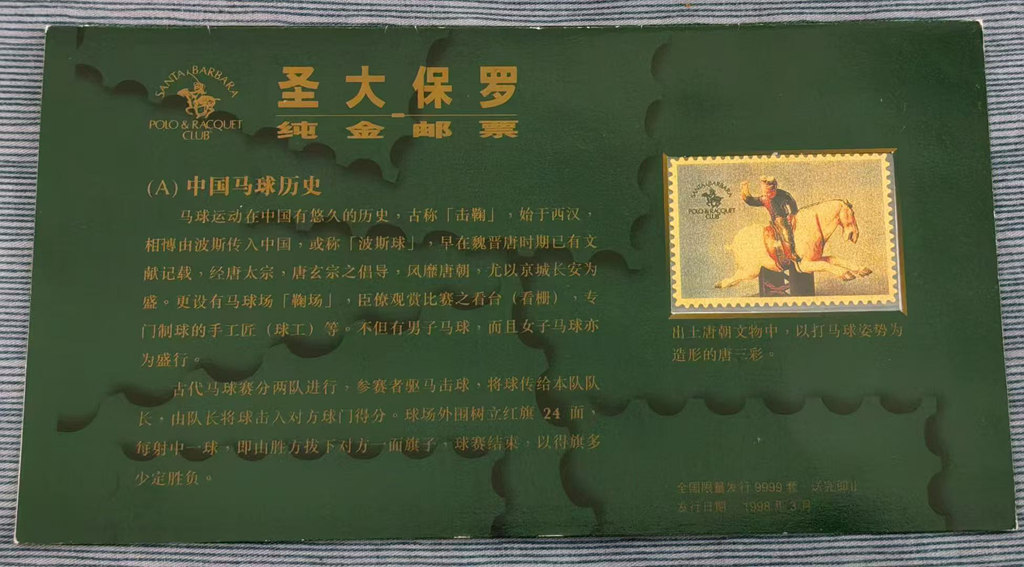 SANTA BARBARA
POLO & RACQUET
CLUB
圣大保罗
纯金邮票
(A) 中国马球历史
马球运动在中国有悠久的历史，古称「击鞠」，始于西汉，
相博由波斯传入中国，或称「波斯球」，早在魏晋唐时期已有文
献记载，经唐太宗，唐玄宗之倡导，风靡唐朝，尤以京城长安为
盛。更设有马球场「鞠场」，臣僚观赏比赛之看台（看棚），专
门制球的手工匠（球工）等。不但有男子马球，而且女子马球亦
为盛行。
古代马球赛分两队进行，参赛者驱马击球，将球传给本队队
长，由队长将球击入对方球门得分。球场外围树立红旗 24 面，
每射中一球，即由胜方拔下对方一面旗子，球赛结束，以得旗多
少定胜负。
SANTA BARBARA
POLO & RACQUET
CLUB
出土唐朝文物中，以打马球姿势为
造形的唐三彩。
全国限量发行 9999 套 送完即止
发行日期 1998 年 3 月